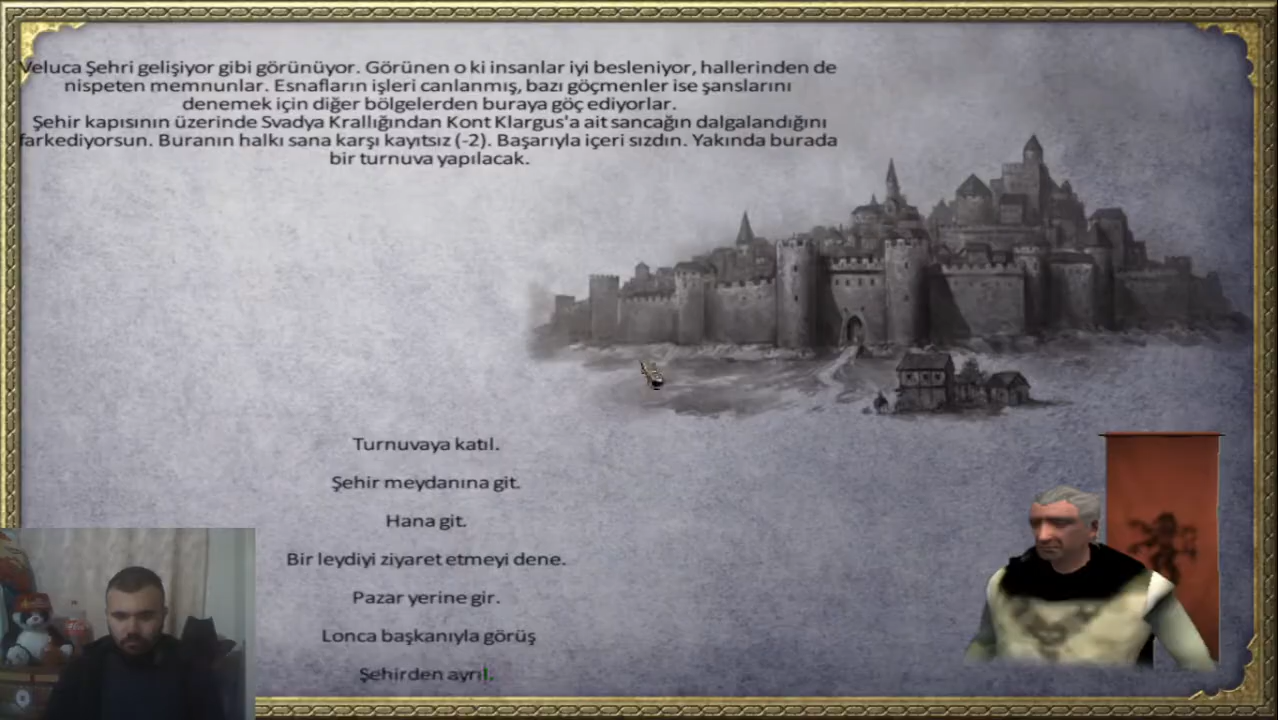 Veluca Şehri gelişiyor gibi görünüyor. Görünen o ki insanlar iyi besleniyor, hallerinden de
nispeten memnunlar. Esnafların işleri canlanmış, bazı göçmenler ise şanslarını
denemek için diğer bölgelerden buraya göç ediyorlar.
Şehir kapısının üzerinde Svadya Krallığından Kont Klargus'a ait sancağın dalgalandığını
farkediyorsun. Buranın halkı sana karşı kayıtsız (-2). Başarıyla içeri sızdın. Yakında burada
bir turnuva yapılacak.
Turnuvaya katıl.
Şehir meydanına git.
Hana git.
Bir leydiyi ziyaret etmeyi dene.
Pazar yerine gir.
Lonca başkanıyla görüş
Şehirden ayrıl.